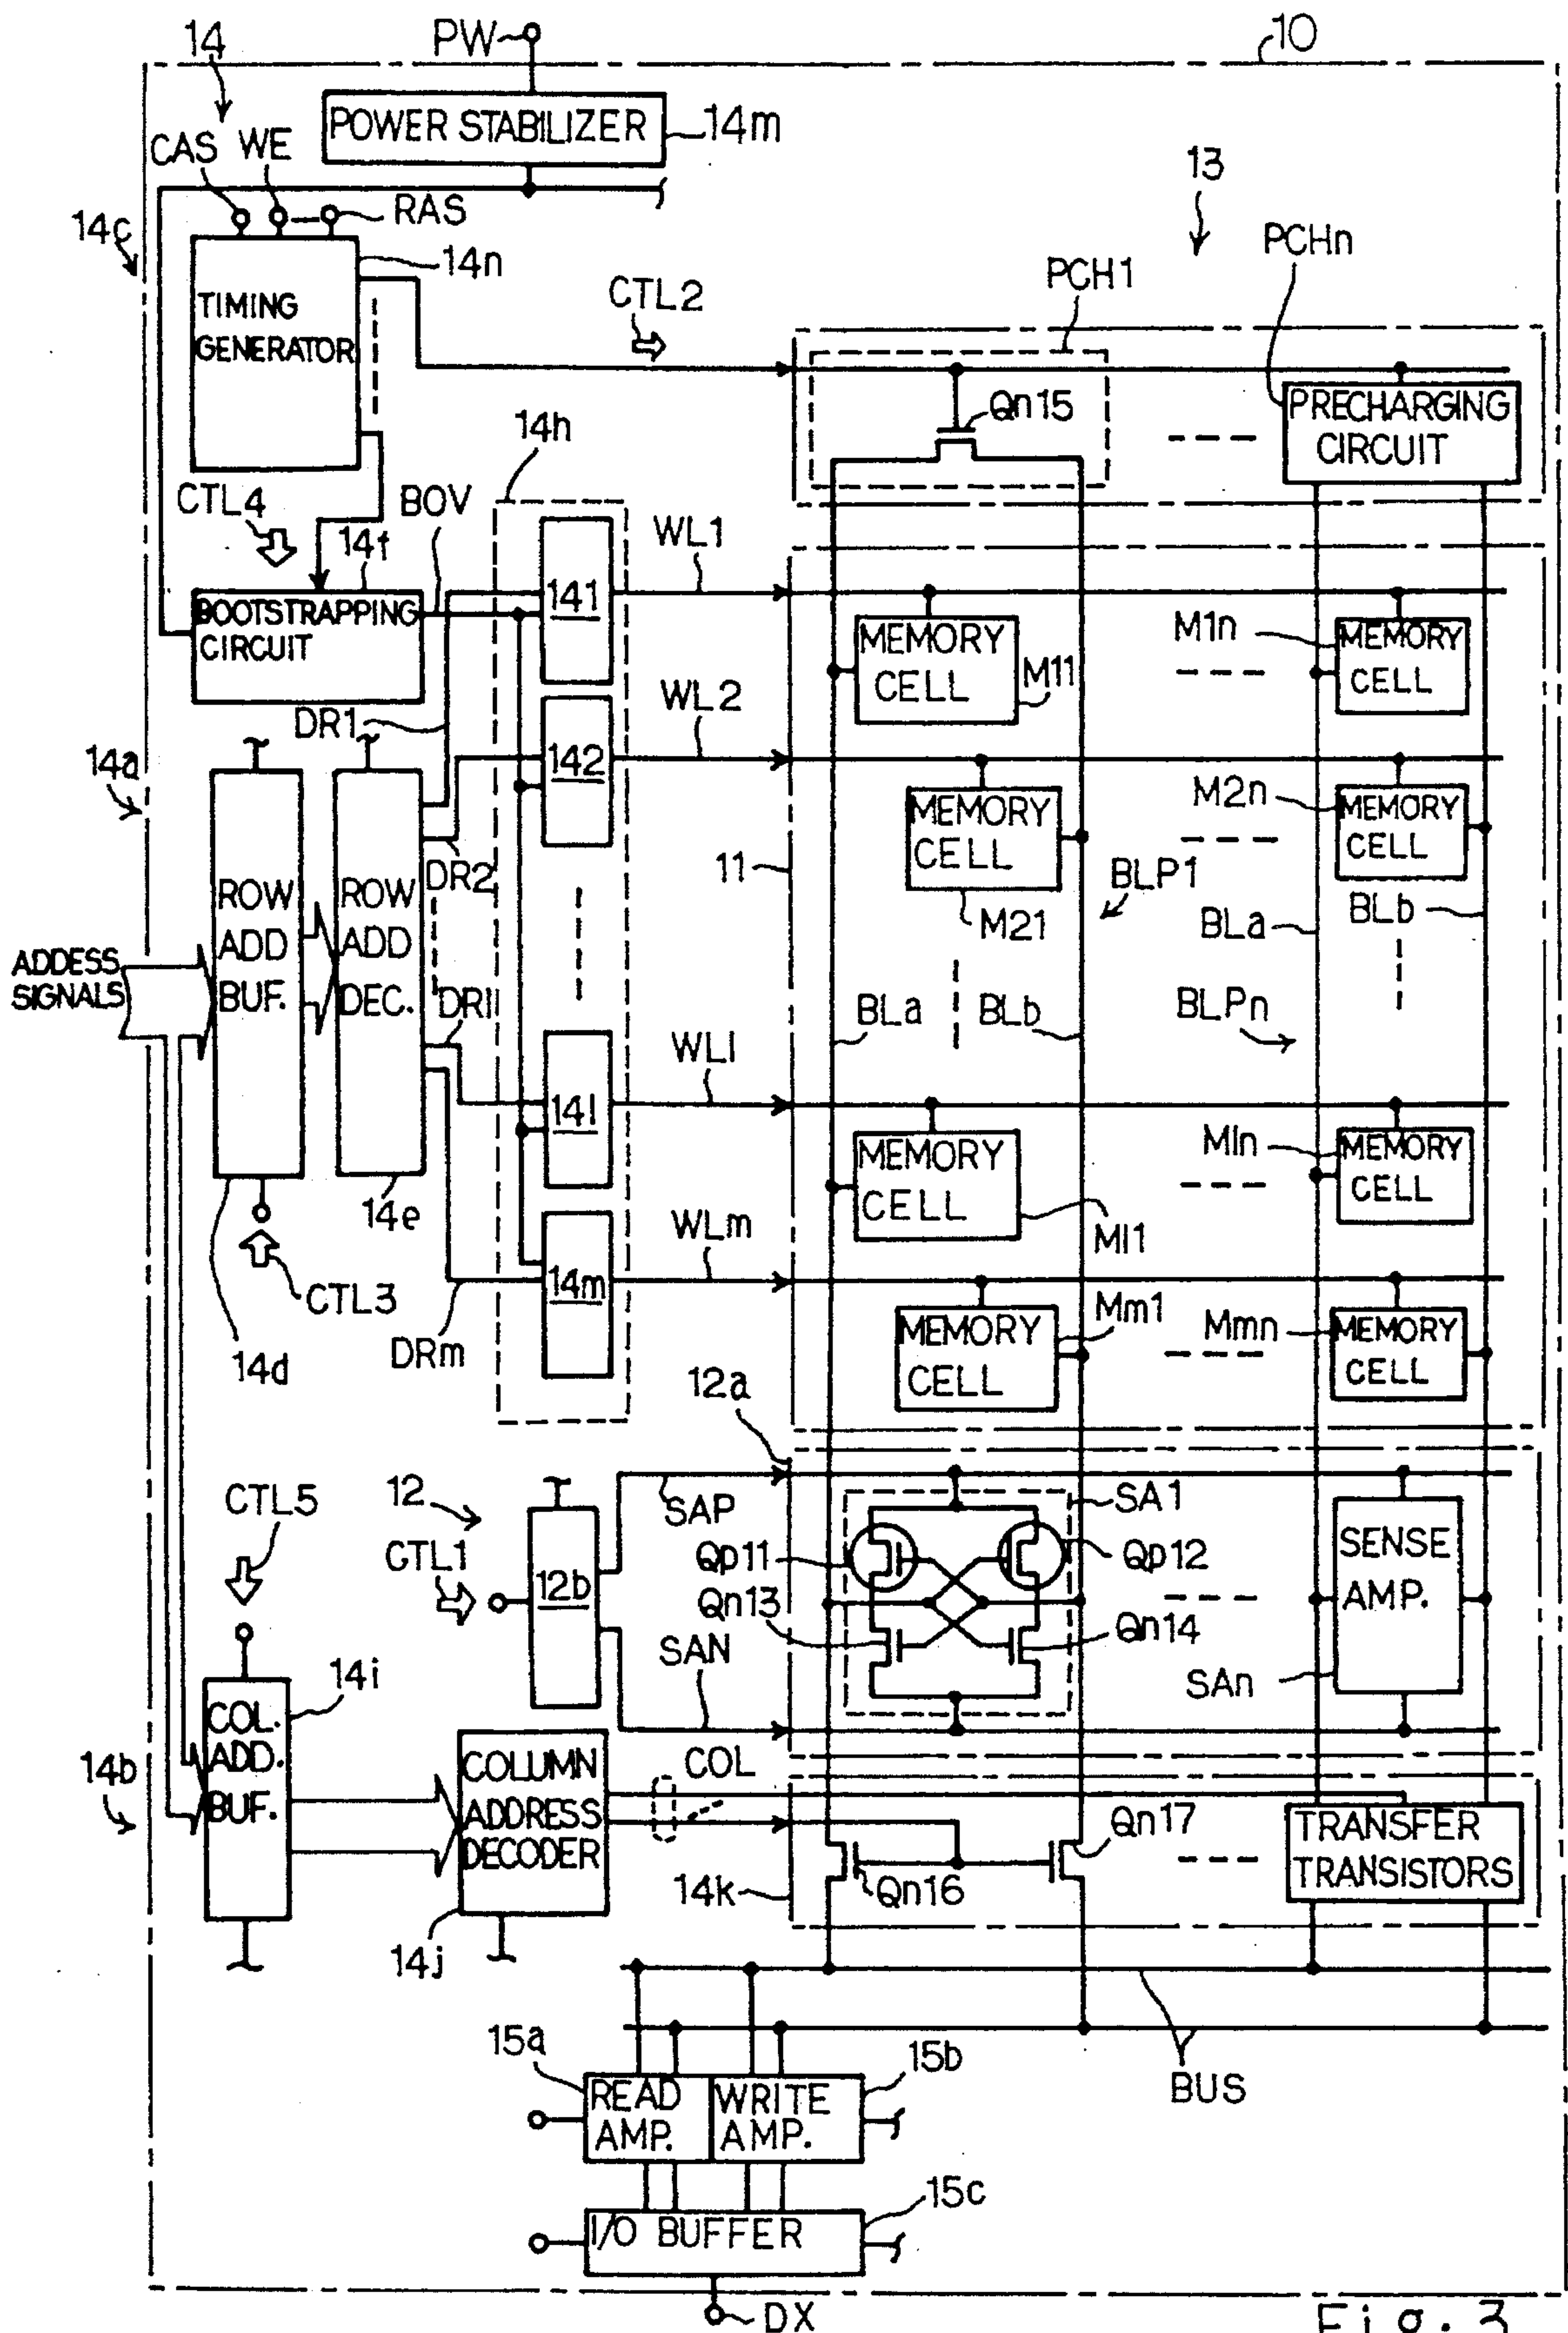 10
PW
14
POWER STABILIZER
14m
CAS
WE
RAS
13
14c
14n
PCHn
PCH1
CTL2
TIMING
GENERATOR
Qn15
PRECHARGING
CIRCUIT
14h
CTL4
BOV
14f
WL1
141
BOOTSTRAPPING
CIRCUIT
MEMORY
CELL
M11
M1n
MEMORY
CELL
DR1
WL2
142
14a
M2n
MEMORY
CELL
MEMORY
CELL
11
DR2
ROW
ADD
BUF.
ROW
ADD
DEC.
M21
BLP1
BLa
BLb
ADDESS
SIGNALS
DRl
BLa
BLb
BLPn
WLl
14l
MEMORY
CELL
Mln
MEMORY
CELL
14e
WLm
Ml1
14m
CTL3
MEMORY
CELL
Mm1
Mmn
MEMORY
CELL
14d
DRm
12a
CTL5
12
SAP
SA1
CTL1
12b
Qp11
Qp12
SENSE
AMP.
Qn13
Qn14
SAN
SAn
14i
COL.
ADD.
BUF.
COLUMN
ADDRESS
DECODER
COL
14b
Qn17
TRANSFER
TRANSISTORS
14k
Qn16
14j
15a
15b
READ
AMP.
WRITE
AMP.
BUS
15c
I/O BUFFER
DX
Fig. 3